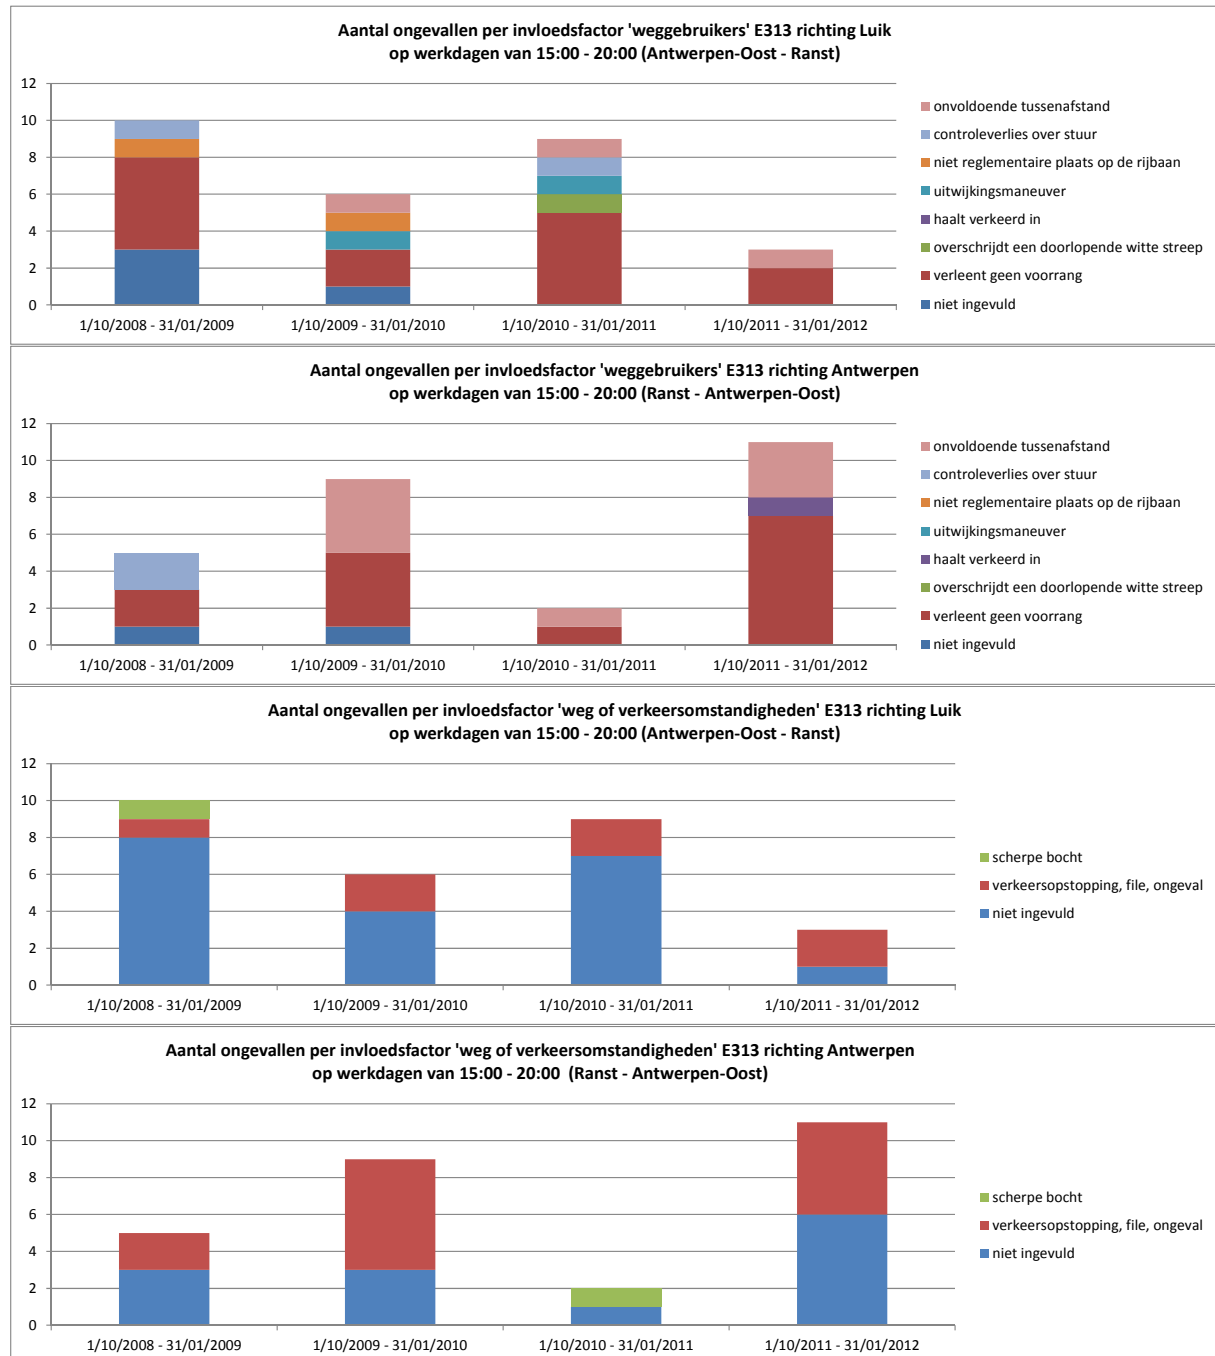 Aantal ongevallen per invloedsfactor 'weggebruikers' E313 richting Luik
op werkdagen van 15:00 - 20:00 (Antwerpen-Oost - Ranst)
12
10
8
6
4
2
0
1/10/2008 - 31/01/2009
1/10/2009 - 31/01/2010
1/10/2010 - 31/01/2011
1/10/2011 - 31/01/2012
onvoldoende tussenafstand
controleverlies over stuur
niet reglementaire plaats op de rijbaan
uitwijkingsmaneuver
haalt verkeerd in
overschrijdt een doorlopende witte streep
verleent geen voorrang
niet ingevuld
Aantal ongevallen per invloedsfactor 'weggebruikers' E313 richting Antwerpen
op werkdagen van 15:00 - 20:00 (Ranst - Antwerpen-Oost)
12
10
8
6
4
2
0
1/10/2008 - 31/01/2009
1/10/2009 - 31/01/2010
1/10/2010 - 31/01/2011
1/10/2011 - 31/01/2012
onvoldoende tussenafstand
controleverlies over stuur
niet reglementaire plaats op de rijbaan
uitwijkingsmaneuver
haalt verkeerd in
overschrijdt een doorlopende witte streep
verleent geen voorrang
niet ingevuld
Aantal ongevallen per invloedsfactor 'weg of verkeersomstandigheden' E313 richting Luik
op werkdagen van 15:00 - 20:00 (Antwerpen-Oost - Ranst)
12
10
8
6
4
2
0
1/10/2008 - 31/01/2009
1/10/2009 - 31/01/2010
1/10/2010 - 31/01/2011
1/10/2011 - 31/01/2012
scherpe bocht
verkeersopstopping, file, ongeval
niet ingevuld
Aantal ongevallen per invloedsfactor 'weg of verkeersomstandigheden' E313 richting Antwerpen
op werkdagen van 15:00 - 20:00 (Ranst - Antwerpen-Oost)
12
10
8
6
4
2
0
1/10/2008 - 31/01/2009
1/10/2009 - 31/01/2010
1/10/2010 - 31/01/2011
1/10/2011 - 31/01/2012
scherpe bocht
verkeersopstopping, file, ongeval
niet ingevuld